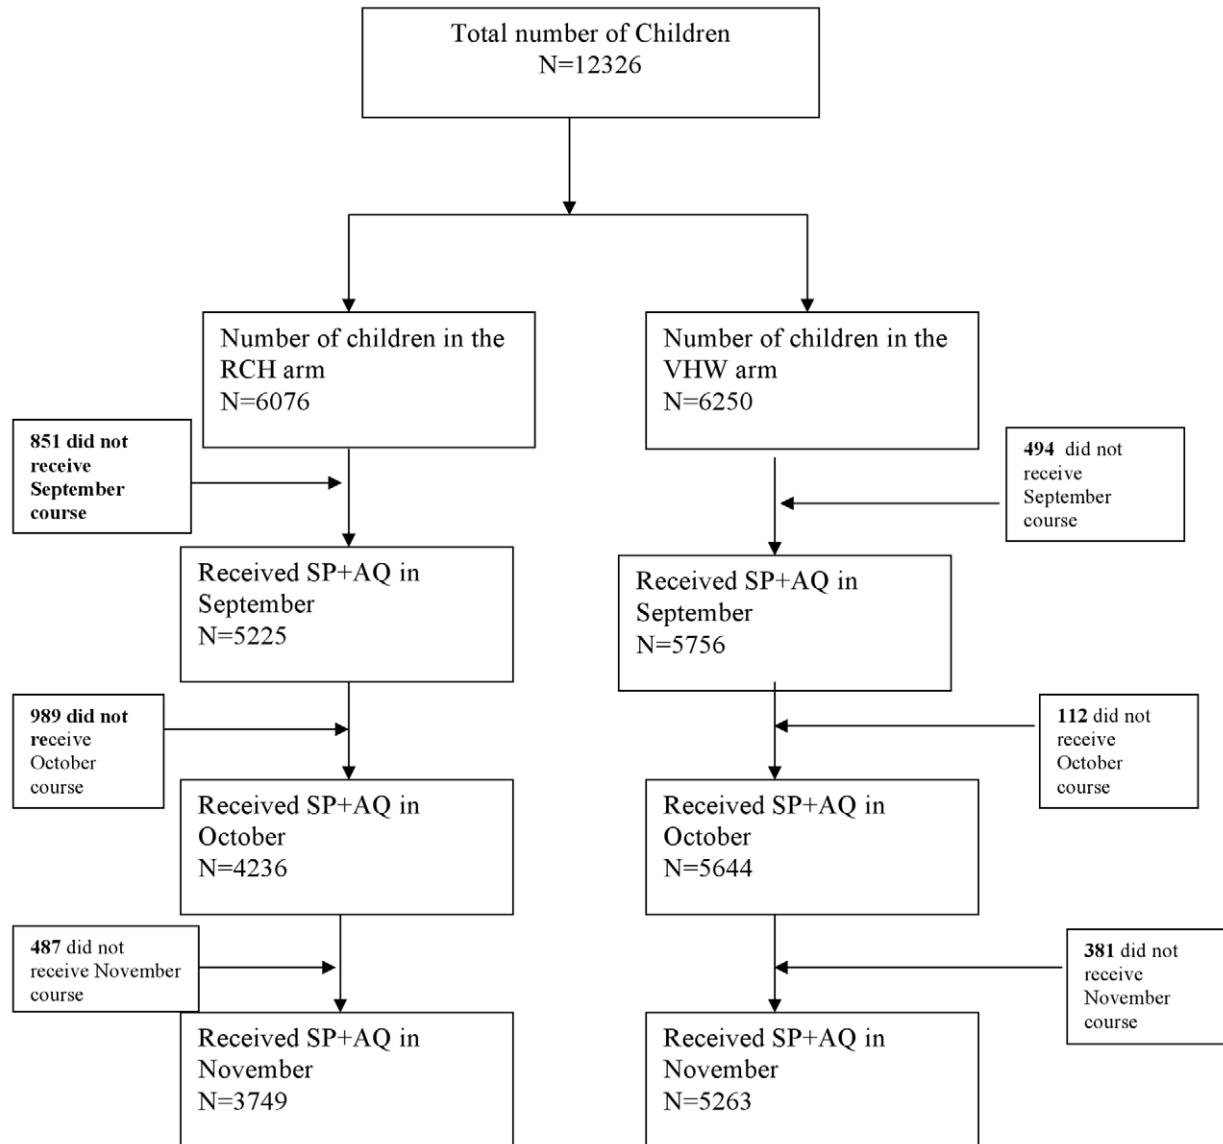 Total number of Children
N=12326
Number of children in the
RCH arm
N=6076
Number of children in the
VHW arm
N=6250
851 did not
receive
September
course
494 did not
receive
September
course
Received SP+AQ in
September
N=5225
Received SP+AQ in
September
N=5756
989 did not
receive
October
course
112 did not
receive
October
course
Received SP+AQ in
October
N=4236
Received SP+AQ in
October
N=5644
487 did not
receive November
course
381 did not
receive
November
course
Received SP+AQ in
November
N=3749
Received SP+AQ in
November
N=5263